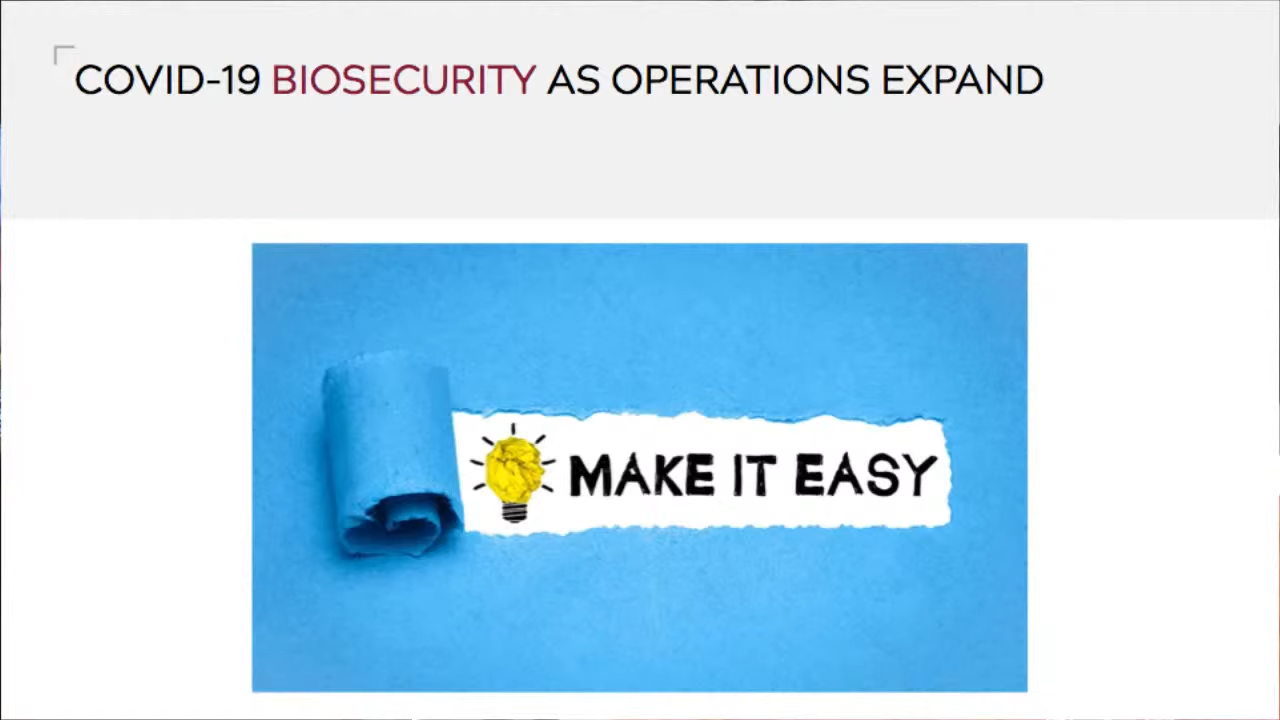 COVID-19 BIOSECURITY AS OPERATIONS EXPAND
MAKE IT EASY